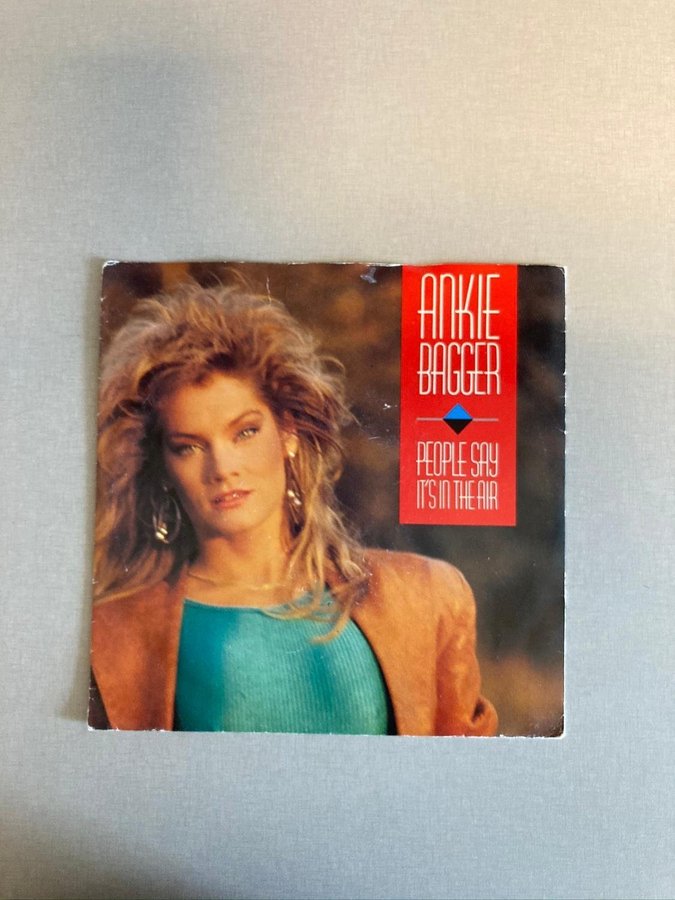 ANKIE
BAGGER
PEOPLE SAY
IT'S IN THE AIR